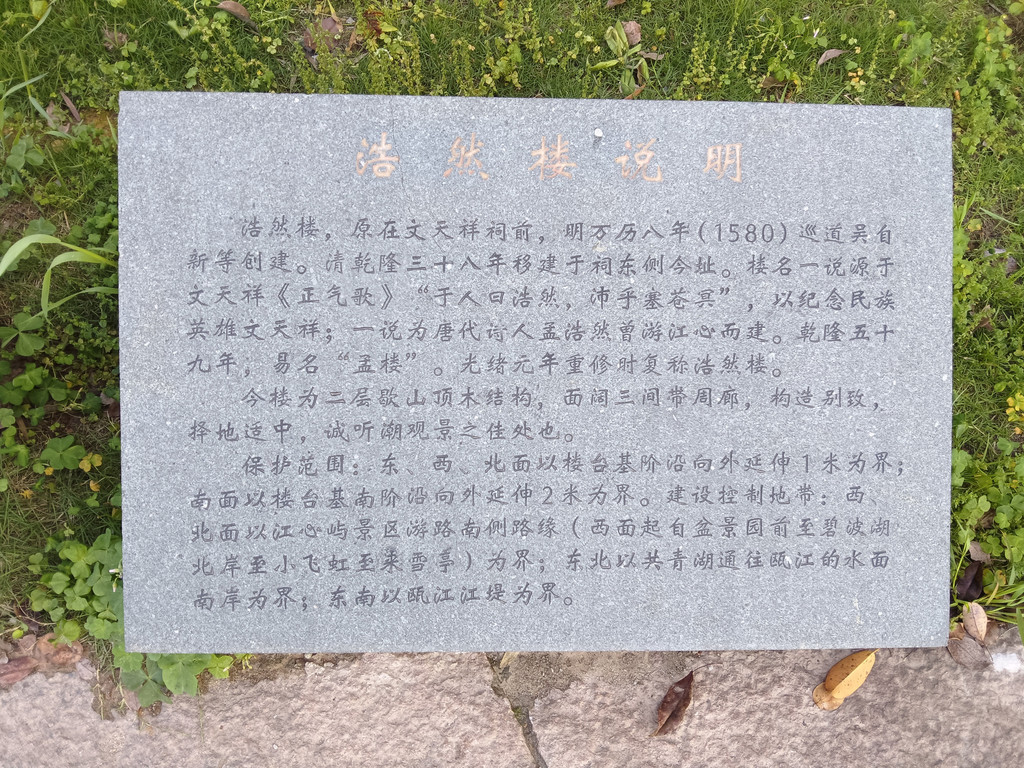 浩然楼说明
浩然楼，原在文天祥祠前，明万历八年(1580)巡道吴自
新等创建。清乾隆三十八年移建于祠东侧今址。楼名一说源于
文天祥《正气歌》“于人曰浩然，沛乎塞苍冥”，以纪念民族
英雄文天祥；一说为唐代诗人孟浩然曾游江心而建。乾隆五十
九年，易名“孟楼”。光绪元年重修时复称浩然楼。
今楼为三层歇山顶木结构，面阔三间带周廊，构造别致，
择地适中，诚听潮观景之佳处也。
保护范围：东、西、北面以楼台基阶沿向外延伸1米为界；
南面以楼台基南阶沿向外延伸2米为界。建设控制地带：西、
北面以江心屿景区游路南侧路缘（西面起自盆景园前至碧波湖
北岸至小飞虹至来雪亭）为界；东北以共青湖通往瓯江的水面
南岸为界；东南以瓯江江堤为界。